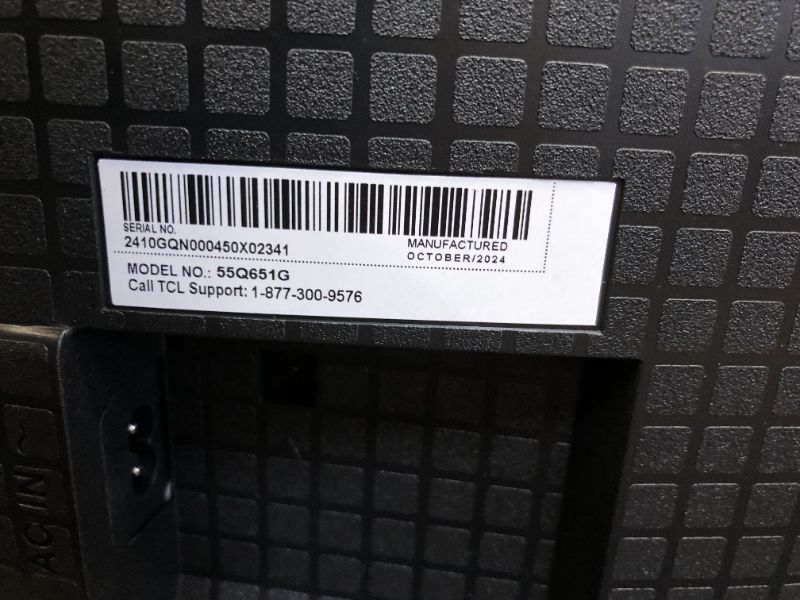 SERIAL NO.
2410GQN000450X02341
MANUFACTURED
OCTOBER/2024
MODEL NO.: 55Q651G
Call TCL Support: 1-877-300-9576
AC IN ~